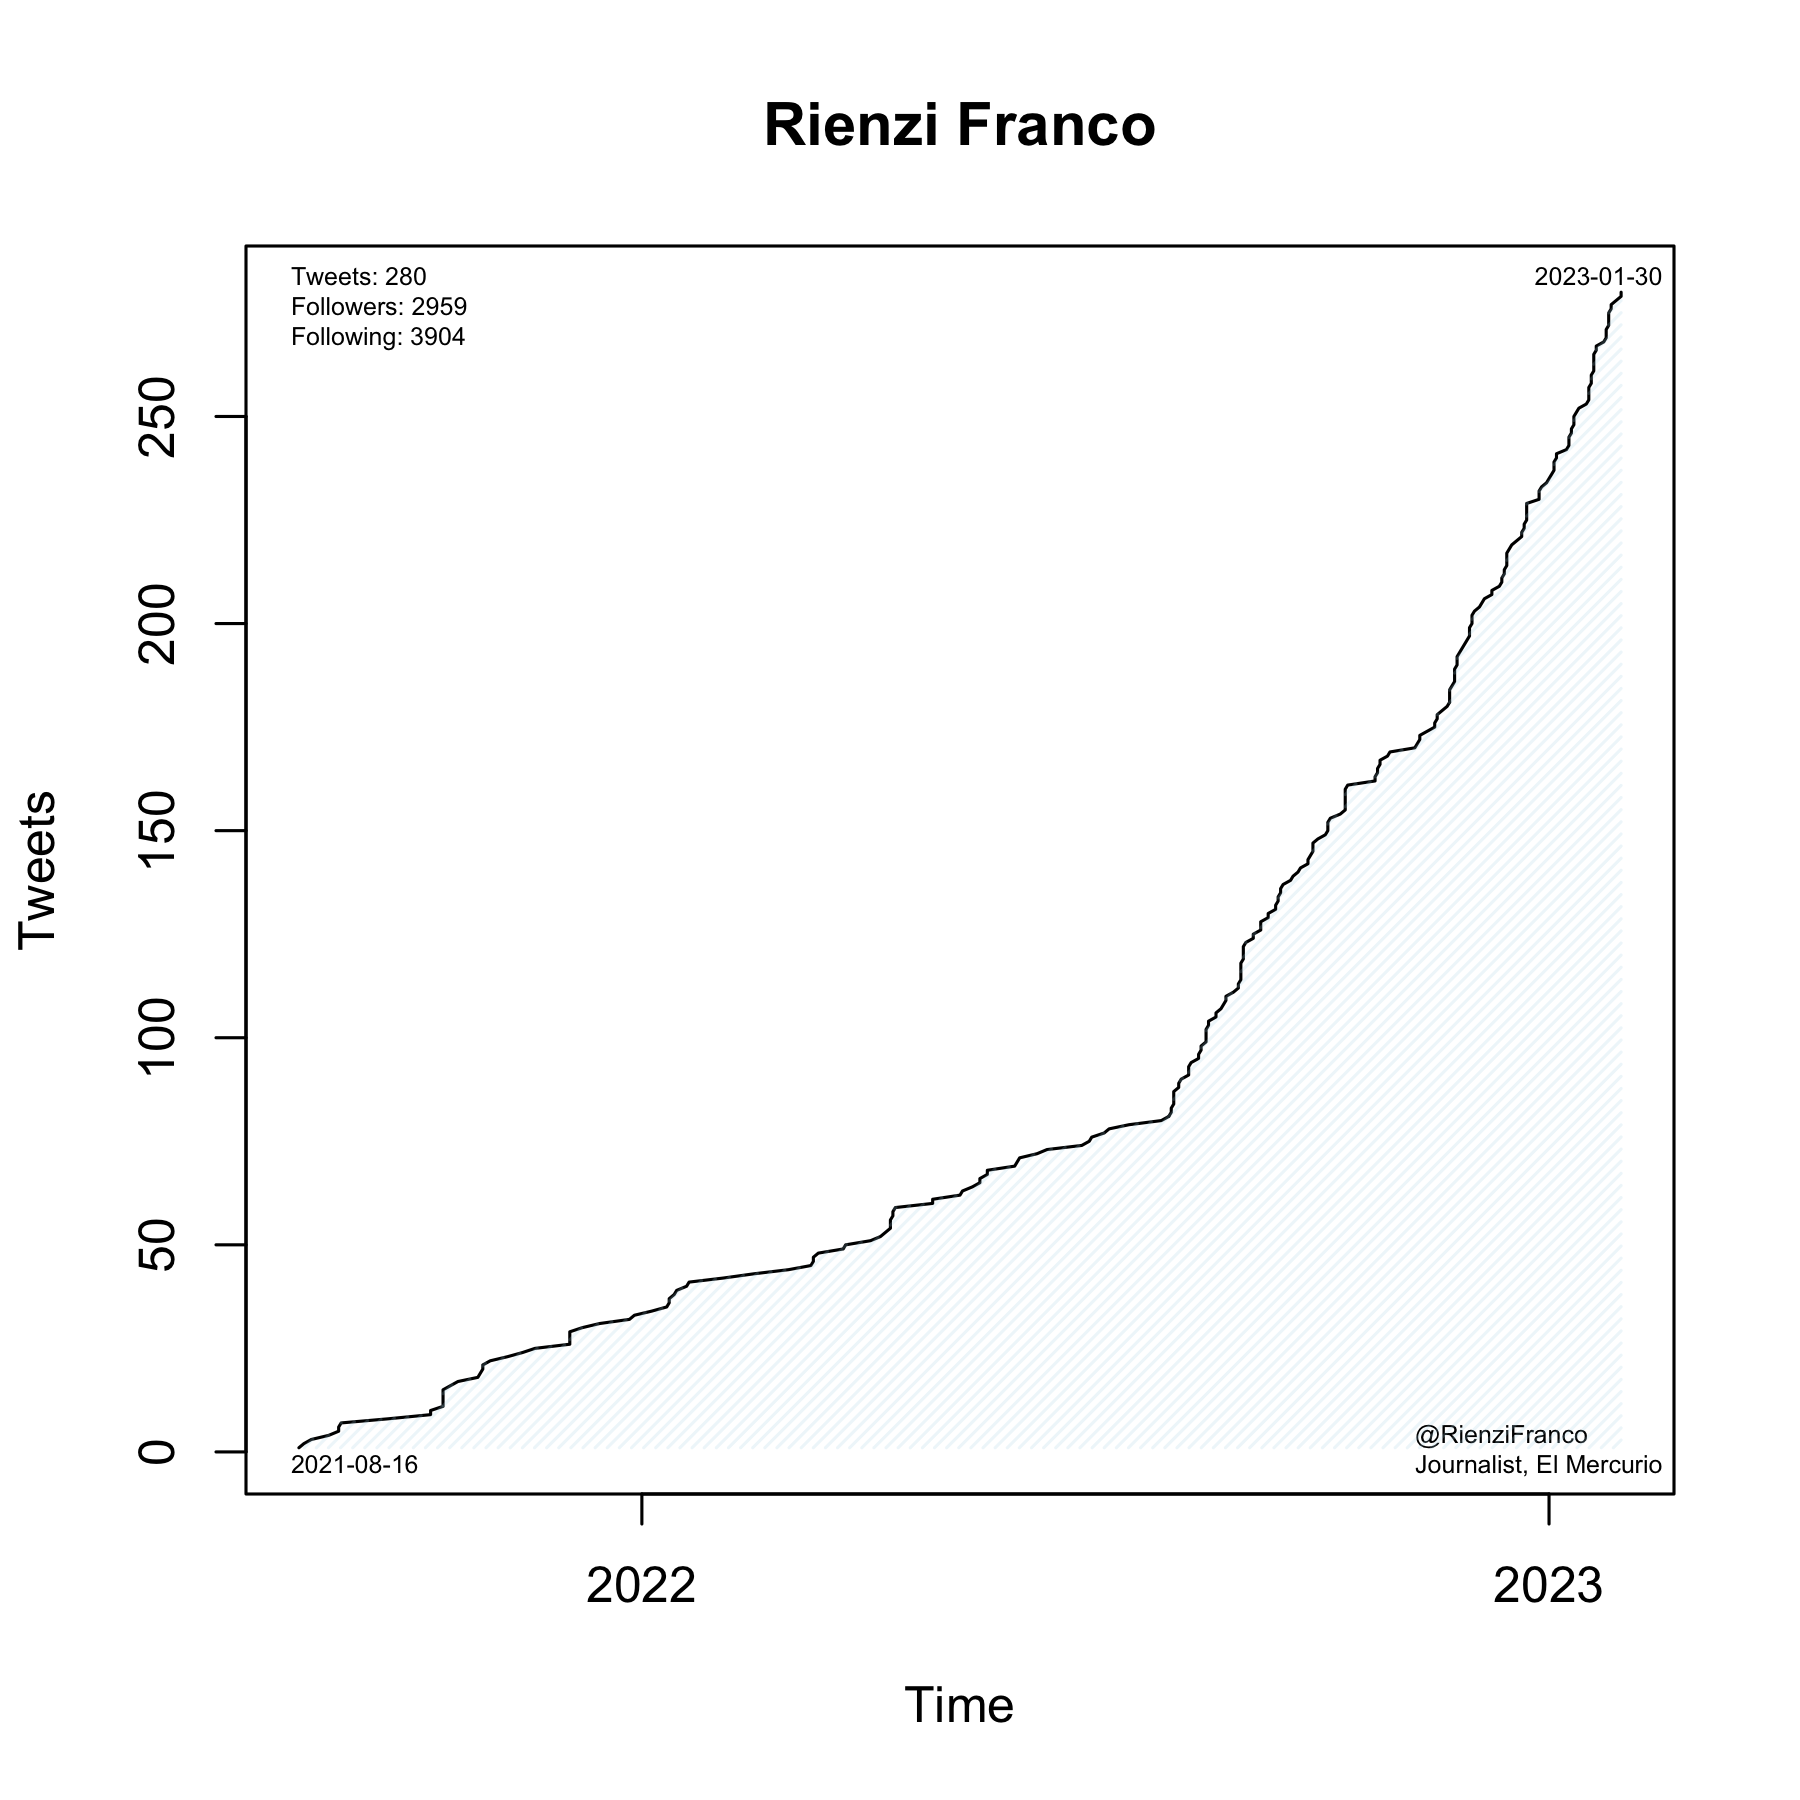 Rienzi Franco
Tweets: 280
Followers: 2959
Following: 3904
2023-01-30
250
200
150
100
50
0
Tweets
2021-08-16
@RienziFranco
Journalist, El Mercurio
2022
2023
Time